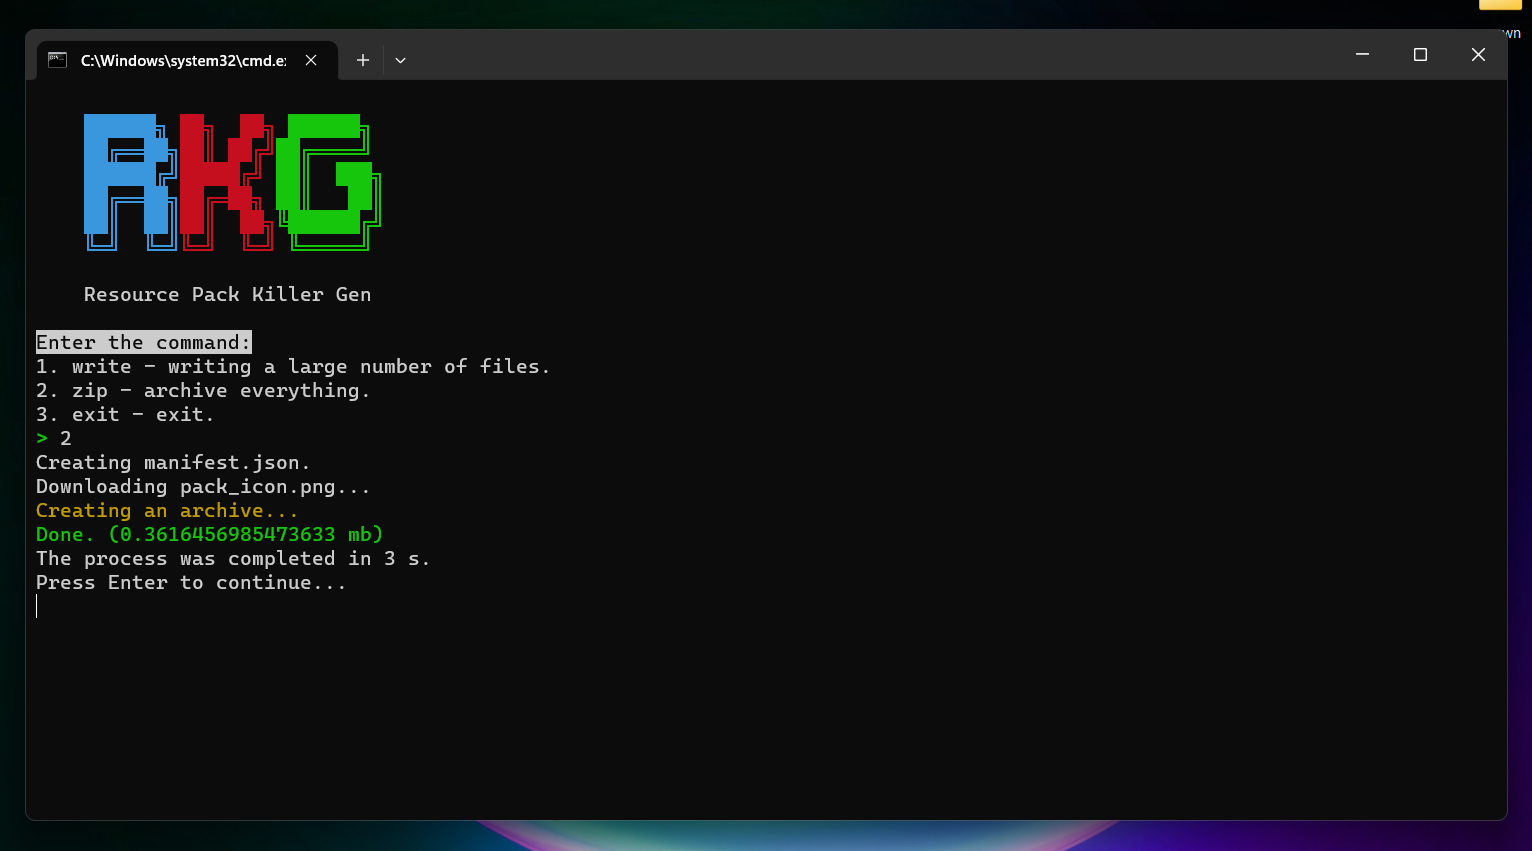 C:\Windows\system32\cmd.e
RKG
Resource Pack Killer Gen
Enter the command:
1. write - writing a large number of files.
2. zip - archive everything.
3. exit - exit.
> 2
Creating manifest.json.
Downloading pack_icon.png...
Creating an archive...
Done. (0.3616456985473633 mb)
The process was completed in 3 s.
Press Enter to continue...